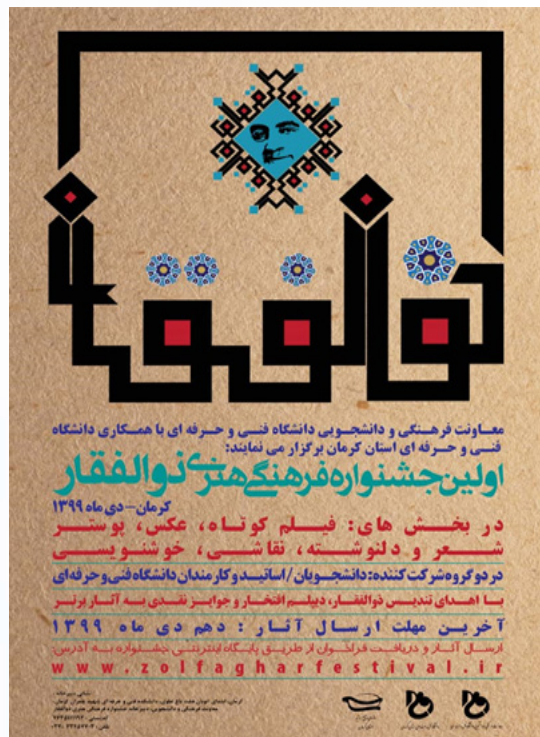 ذوالفقار
معاونت فرهنگی و دانشجویی دانشگاه فنی و حرفه ای با همکاری دانشگاه
فنی و حرفه ای استان کرمان برگزار می نمایند:
اولین جشنواره فرهنگی هنری ذوالفقار
کرمان - دی ماه ۱۳۹۹
در بخش های: فیلم کوتاه، عکس، پوستر
شعر و دلنوشته، نقاشی، خوشنویسی
در دو گروه شرکت کننده: دانشجویان / اساتید و کارمندان دانشگاه فنی و حرفه ای
با اهدای تندیس ذوالفقار، دیپلم افتخار و جوایز نقدی به آثار برتر
آخرین مهلت ارسال آثار: دهم دی ماه ۱۳۹۹
ارسال آثار و دریافت فراخوان از طریق پایگاه اینترنتی جشنواره به آدرس:
www.zolfagharfestival.ir
نشانی دبیرخانه: